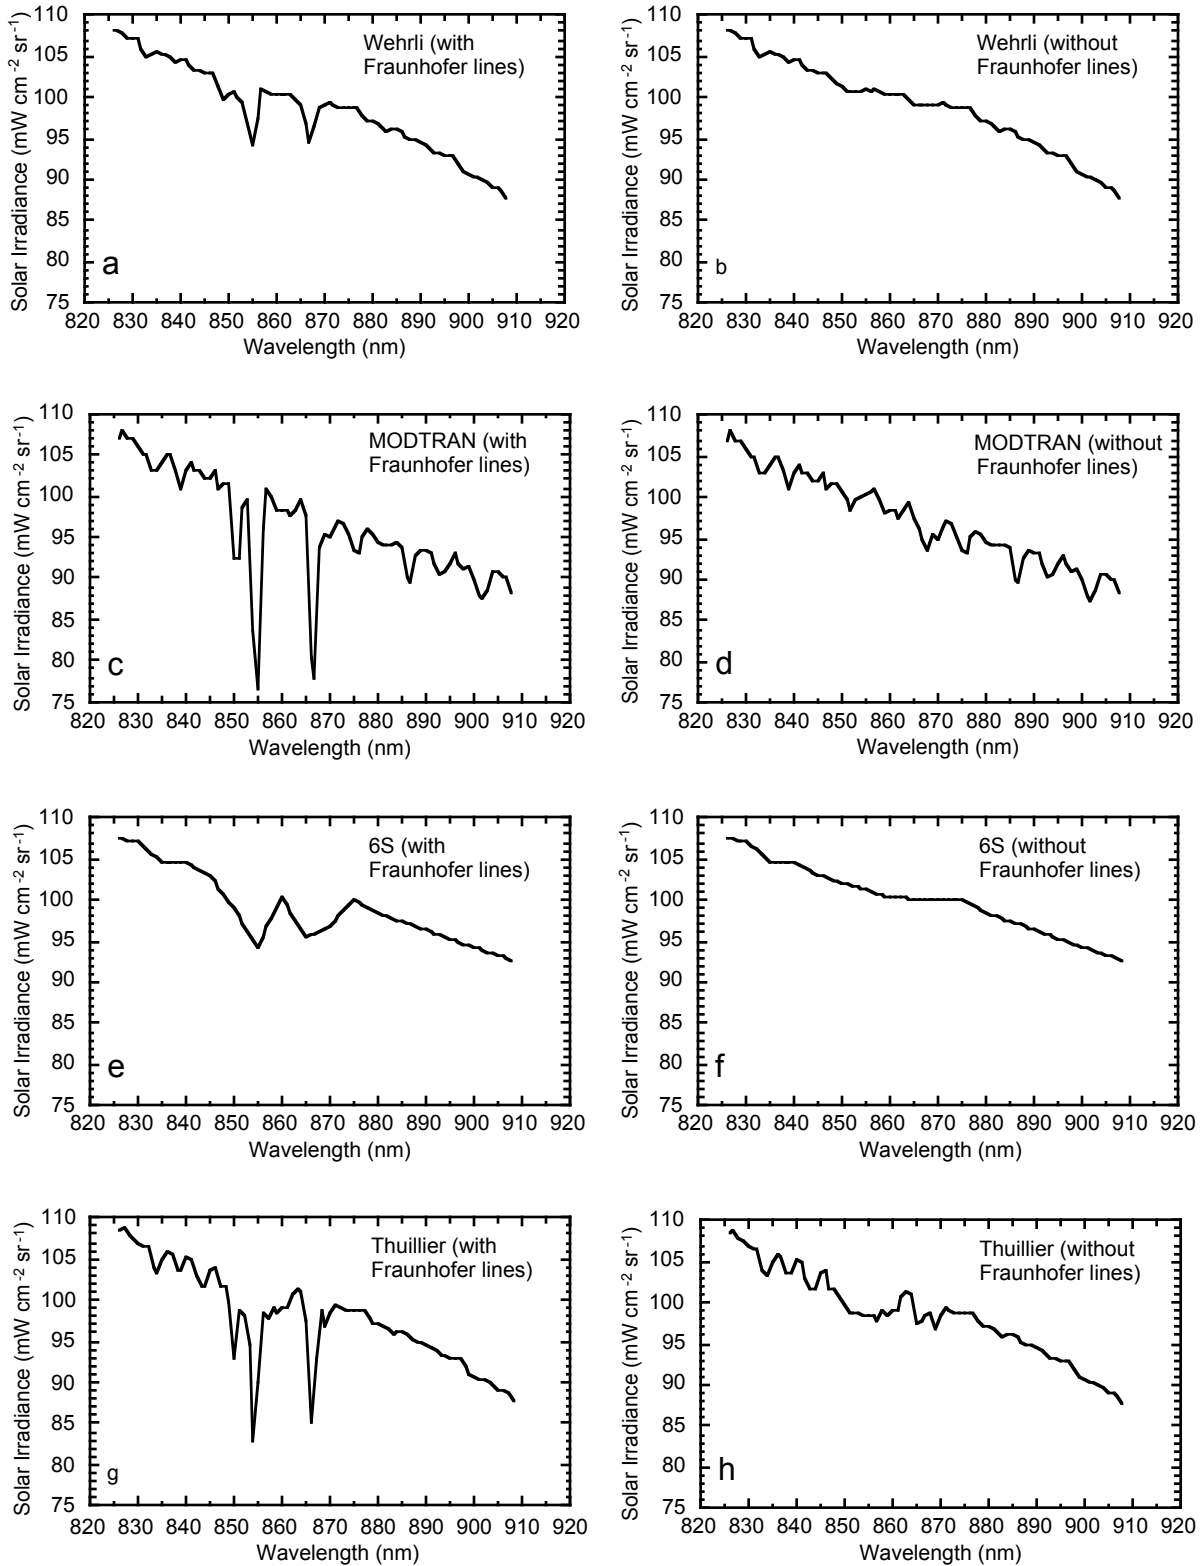 Wehrli (with
Fraunhofer lines)
Solar Irradiance (mW cm-2 sr-1)
110
105
100
95
90
85
80
75
a
820 830 840 850 860 870 880 890 900 910 920
Wavelength (nm)
Wehrli (without
Fraunhofer lines)
Solar Irradiance (mW cm-2 sr-1)
110
105
100
95
90
85
80
75
b
820 830 840 850 860 870 880 890 900 910 920
Wavelength (nm)
MODTRAN (with
Fraunhofer lines)
Solar Irradiance (mW cm-2 sr-1)
110
105
100
95
90
85
80
75
c
820 830 840 850 860 870 880 890 900 910 920
Wavelength (nm)
MODTRAN (without
Fraunhofer lines)
Solar Irradiance (mW cm-2 sr-1)
110
105
100
95
90
85
80
75
d
820 830 840 850 860 870 880 890 900 910 920
Wavelength (nm)
6S (with
Fraunhofer lines)
Solar Irradiance (mW cm-2 sr-1)
110
105
100
95
90
85
80
75
e
820 830 840 850 860 870 880 890 900 910 920
Wavelength (nm)
6S (without
Fraunhofer lines)
Solar Irradiance (mW cm-2 sr-1)
110
105
100
95
90
85
80
75
f
820 830 840 850 860 870 880 890 900 910 920
Wavelength (nm)
Thuillier (with
Fraunhofer lines)
Solar Irradiance (mW cm-2 sr-1)
110
105
100
95
90
85
80
75
g
820 830 840 850 860 870 880 890 900 910 920
Wavelength (nm)
Thuillier (without
Fraunhofer lines)
Solar Irradiance (mW cm-2 sr-1)
110
105
100
95
90
85
80
75
h
820 830 840 850 860 870 880 890 900 910 920
Wavelength (nm)